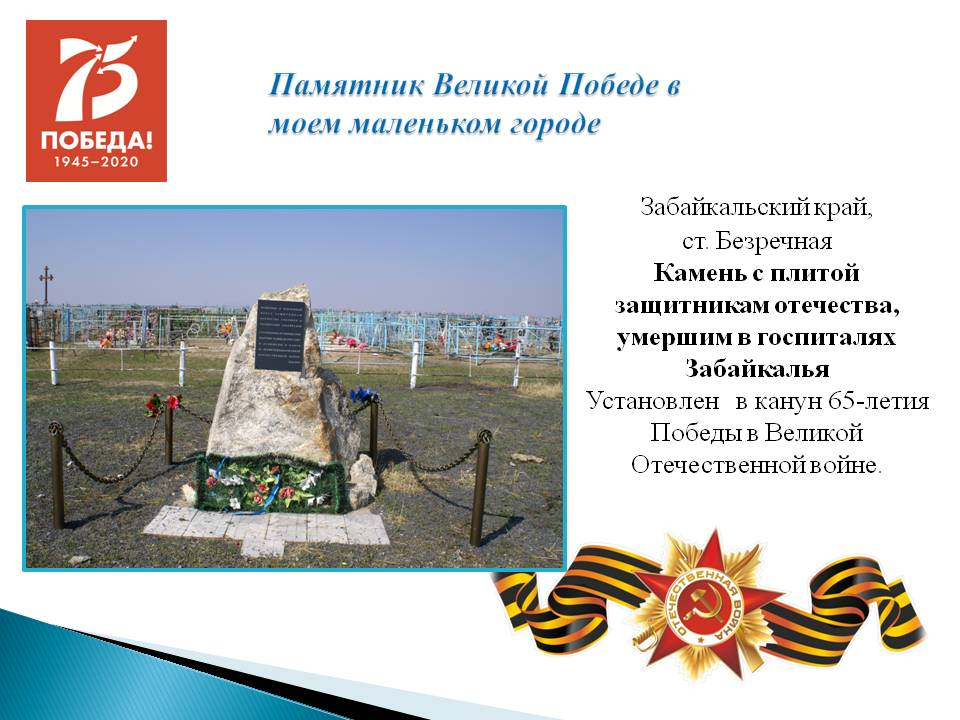 75
ПОБЕДА!
1945–2020
Памятник Великой Победе в
моем маленьком городе
Забайкальский край,
ст. Безречная
Камень с плитой
защитникам отечества,
умершим в госпиталях
Забайкалья
Установлен в канун 65-летия
Победы в Великой
Отечественной войне.
ОТЕЧЕСТВЕННАЯ ВОЙНА